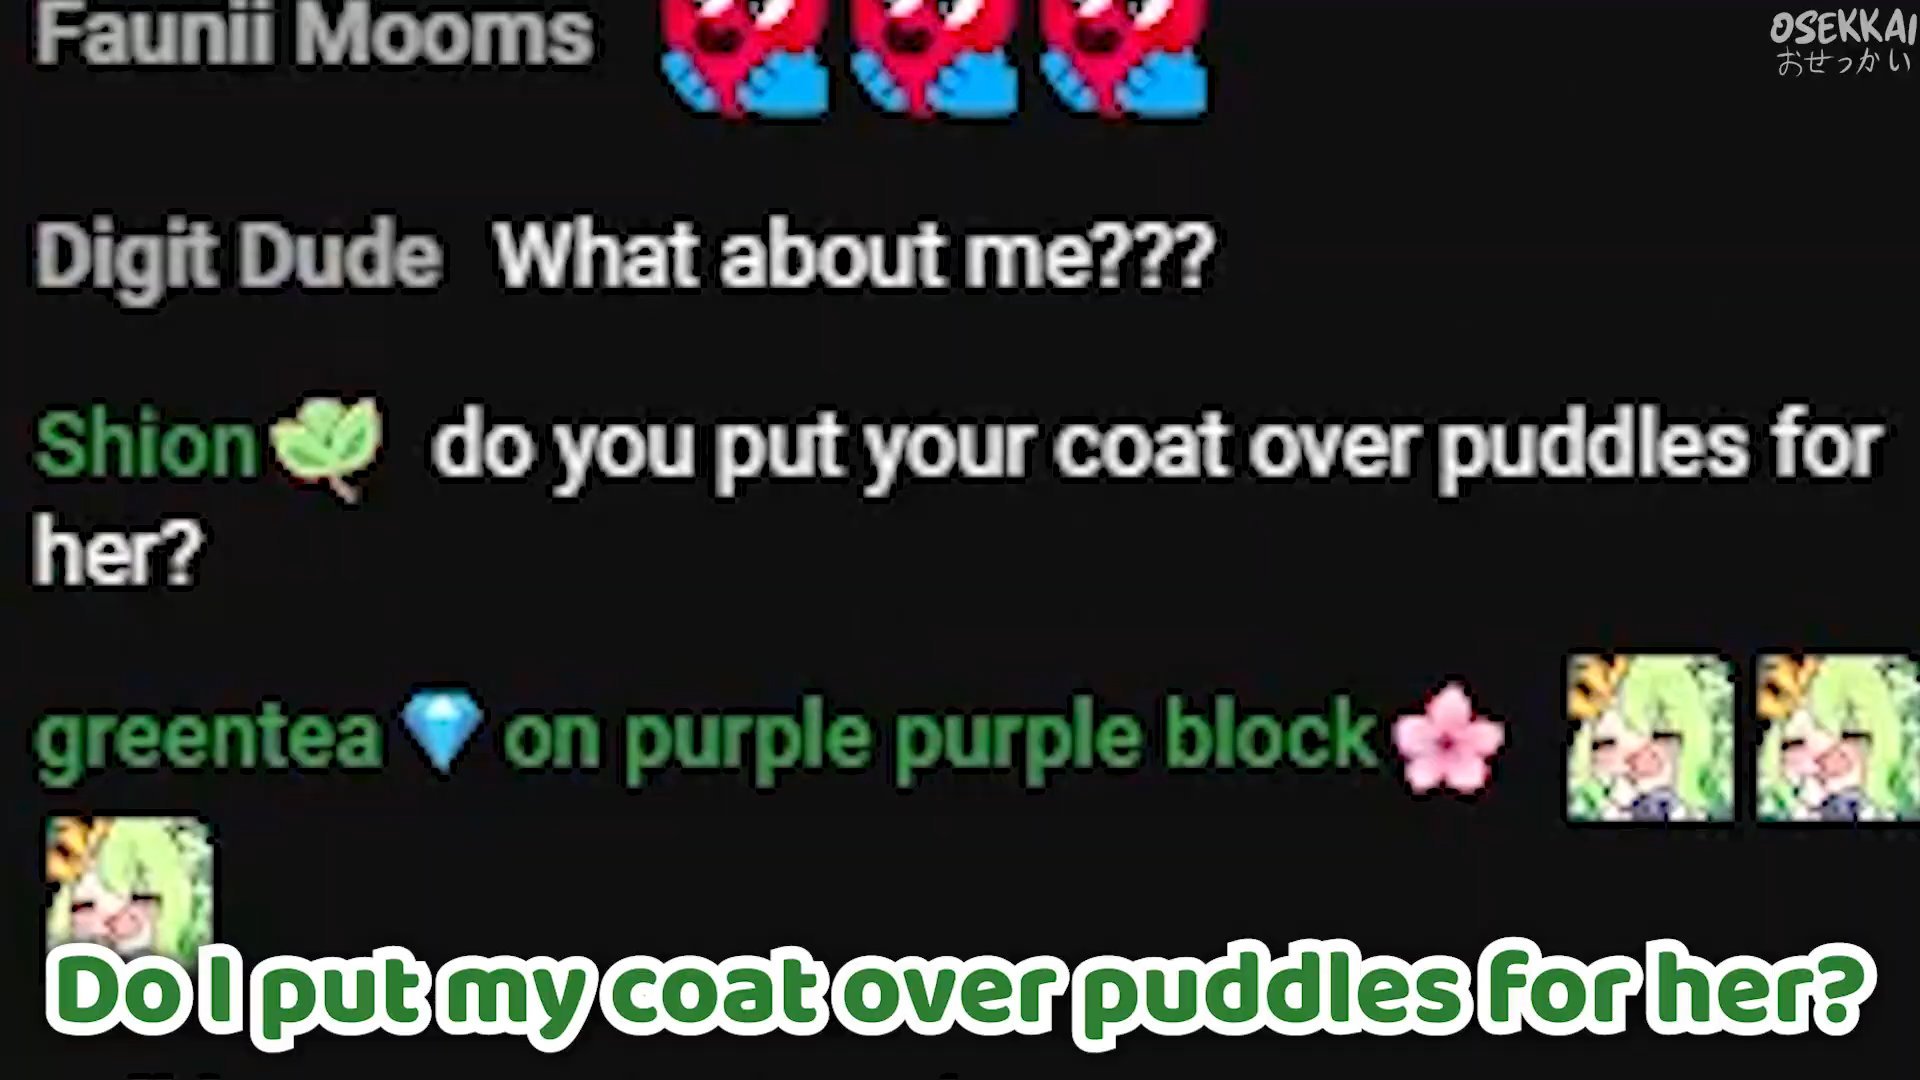 Faunii Mooms
OSEKKAI
おせっかい
Digit Dude What about me???
Shion do you put your coat over puddles for
her?
greentea on purple purple block
Do I put my coat over puddles for her?